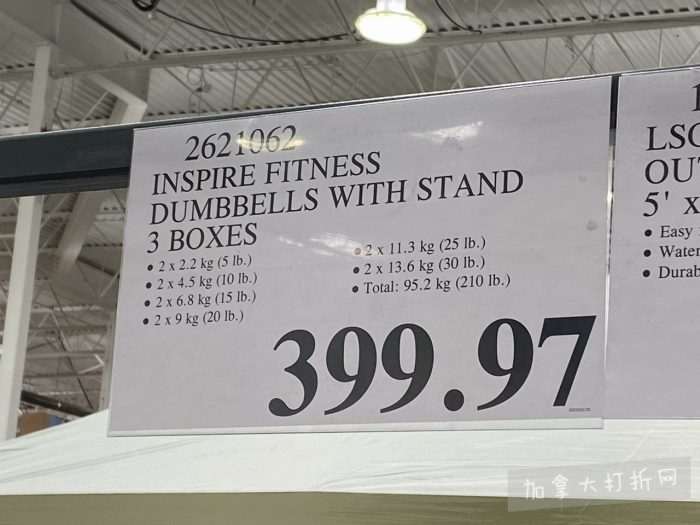 2621062
INSPIRE FITNESS
DUMBBELLS WITH STAND
3 BOXES
• 2 x 2.2 kg (5 lb.)
• 2 x 4.5 kg (10 lb.)
• 2 x 6.8 kg (15 lb.)
• 2 x 9 kg (20 lb.)
• 2 x 11.3 kg (25 lb.)
• 2 x 13.6 kg (30 lb.)
• Total: 95.2 kg (210 lb.)
399.97
1
LSO
OUT
5' x
• Easy
• Water
• Durab
加拿大打折网